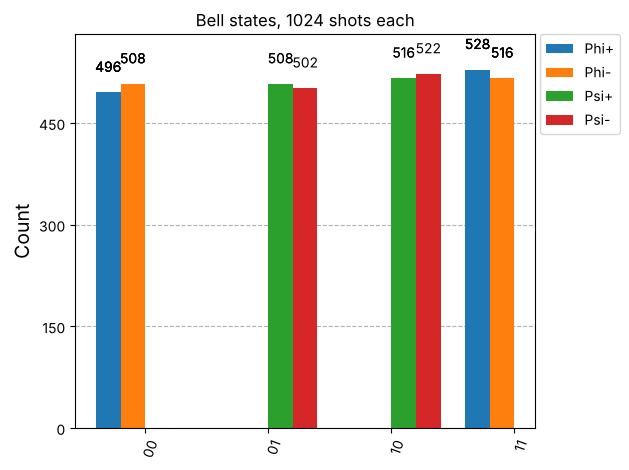 Bell states, 1024 shots each
496 508 508 502 516 522 528 516
Phi+
Phi-
Psi+
Psi-
Count
450
300
150
0
00 01 10 11